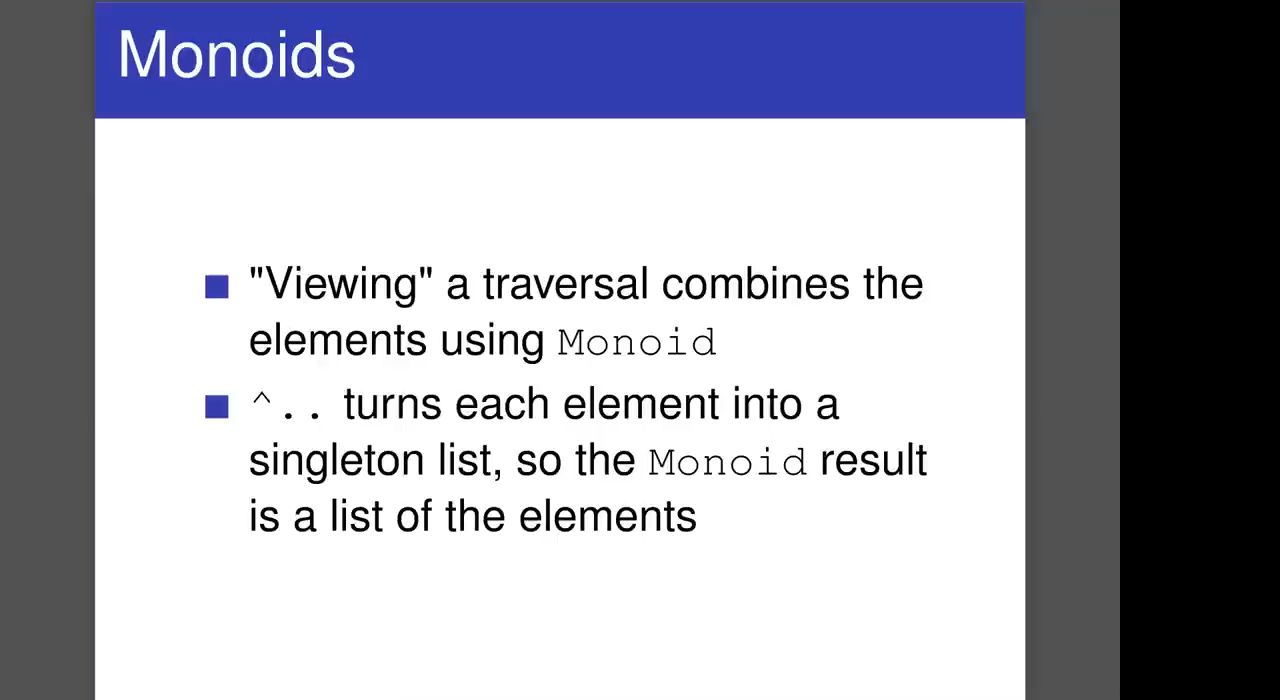 Monoids
"Viewing" a traversal combines the
elements using Monoid
^.. turns each element into a
singleton list, so the Monoid result
is a list of the elements